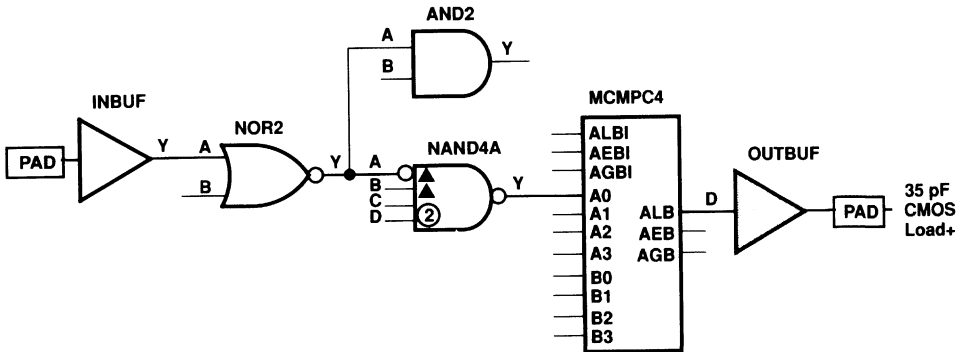 AND2
A
Y
B
INBUF
MCMPC4
NOR2
PAD
Y
A
B
Y
NAND4A
A
B
C
D
2
Y
ALBI
AEBI
AGBI
A0
A1
A2
A3
B0
B1
B2
B3
ALB
AEB
AGB
OUTBUF
D
PAD
35 pF
CMOS
Load+